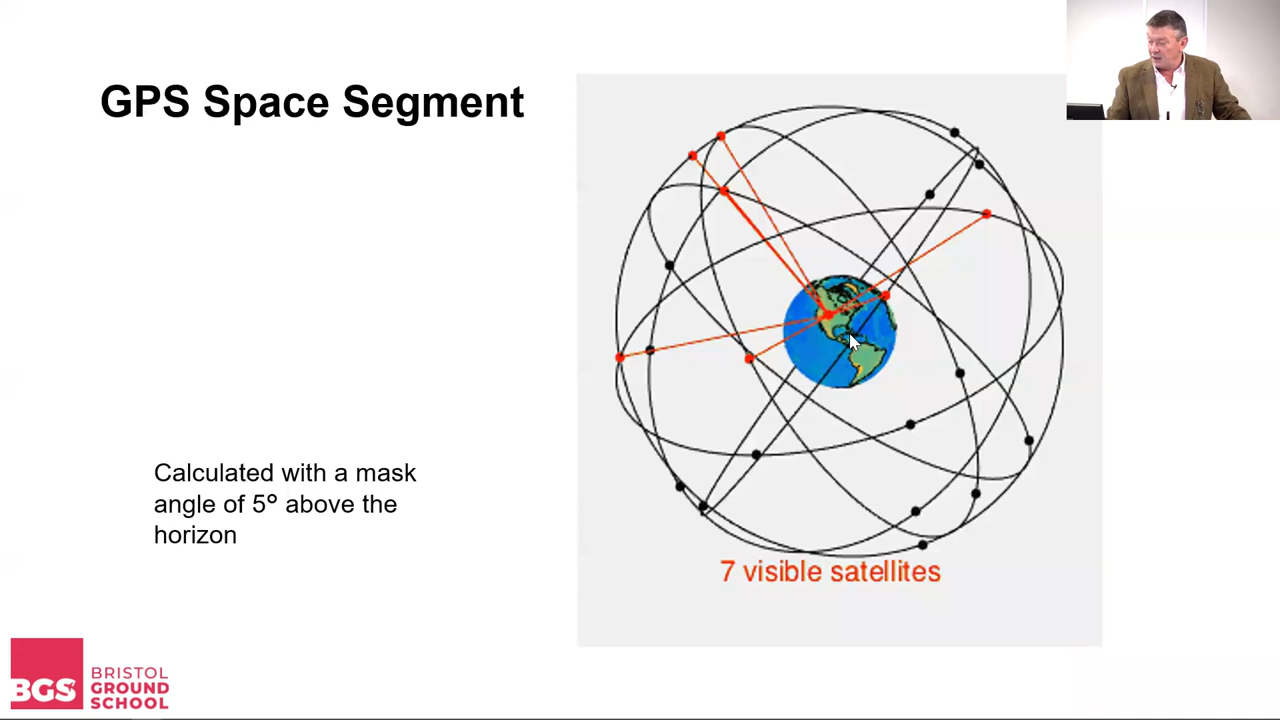 GPS Space Segment
Calculated with a mask
angle of 5° above the
horizon
7 visible satellites
BGS
BRISTOL
GROUND
SCHOOL